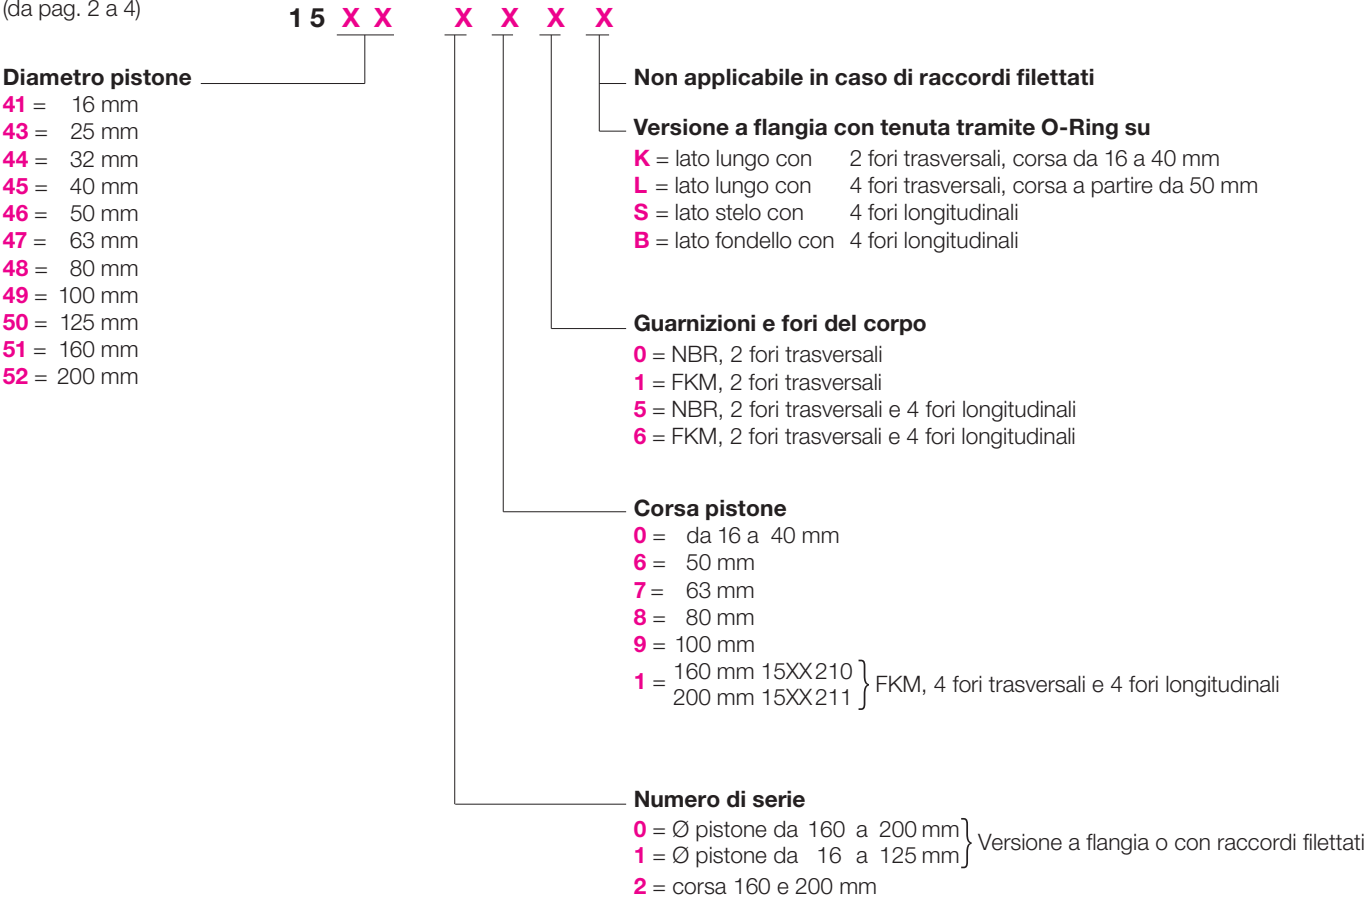 (da pag. 2 a 4)
1 5 X X X X X X
Diametro pistone
41 = 16 mm
43 = 25 mm
44 = 32 mm
45 = 40 mm
46 = 50 mm
47 = 63 mm
48 = 80 mm
49 = 100 mm
50 = 125 mm
51 = 160 mm
52 = 200 mm
Non applicabile in caso di raccordi filettati
Versione a flangia con tenuta tramite O-Ring su
K = lato lungo con 2 fori trasversali, corsa da 16 a 40 mm
L = lato lungo con 4 fori trasversali, corsa a partire da 50 mm
S = lato stelo con 4 fori longitudinali
B = lato fondello con 4 fori longitudinali
Guarnizioni e fori del corpo
0 = NBR, 2 fori trasversali
1 = FKM, 2 fori trasversali
5 = NBR, 2 fori trasversali e 4 fori longitudinali
6 = FKM, 2 fori trasversali e 4 fori longitudinali
Corsa pistone
0 = da 16 a 40 mm
6 = 50 mm
7 = 63 mm
8 = 80 mm
9 = 100 mm
1 = 160 mm 15XX210
200 mm 15XX211
FKM, 4 fori trasversali e 4 fori longitudinali
Numero di serie
0 = Ø pistone da 160 a 200 mm
1 = Ø pistone da 16 a 125 mm
Versione a flangia o con raccordi filettati
2 = corsa 160 e 200 mm